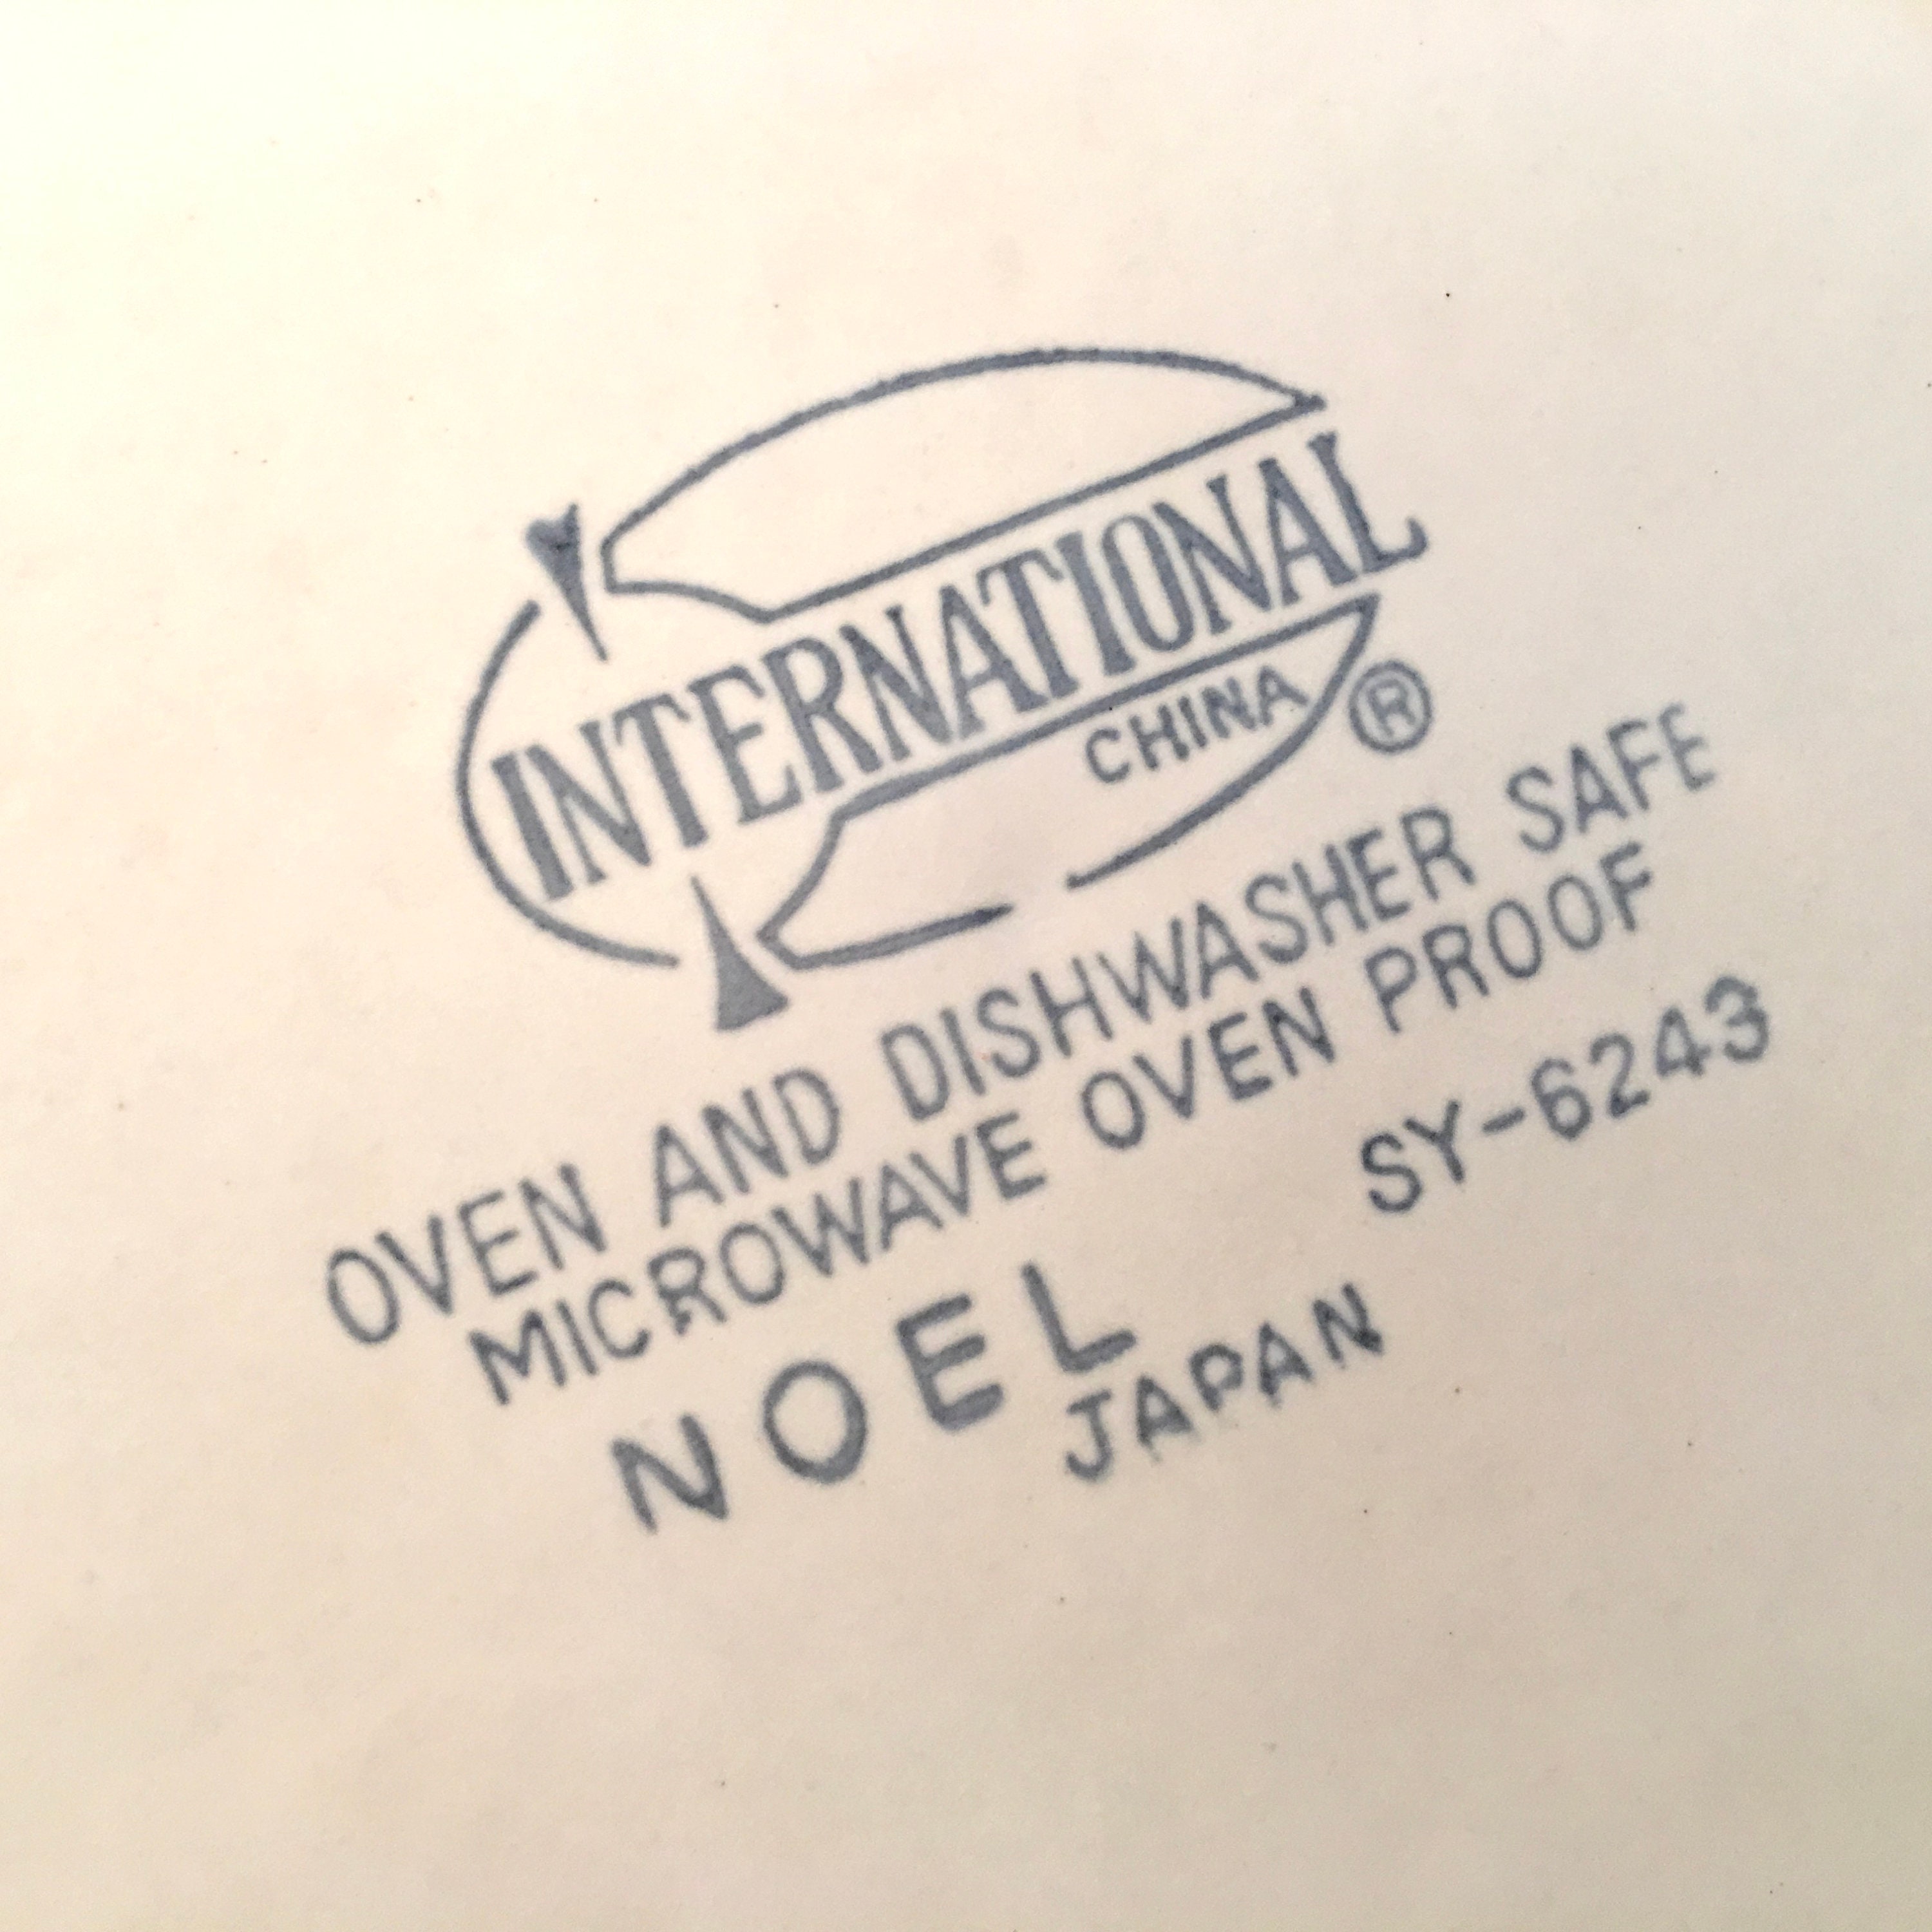 INTERNATIONAL
CHINA ®
OVEN AND DISHWASHER SAFE
MICROWAVE OVEN PROOF
SY-6243
NOEL
JAPAN